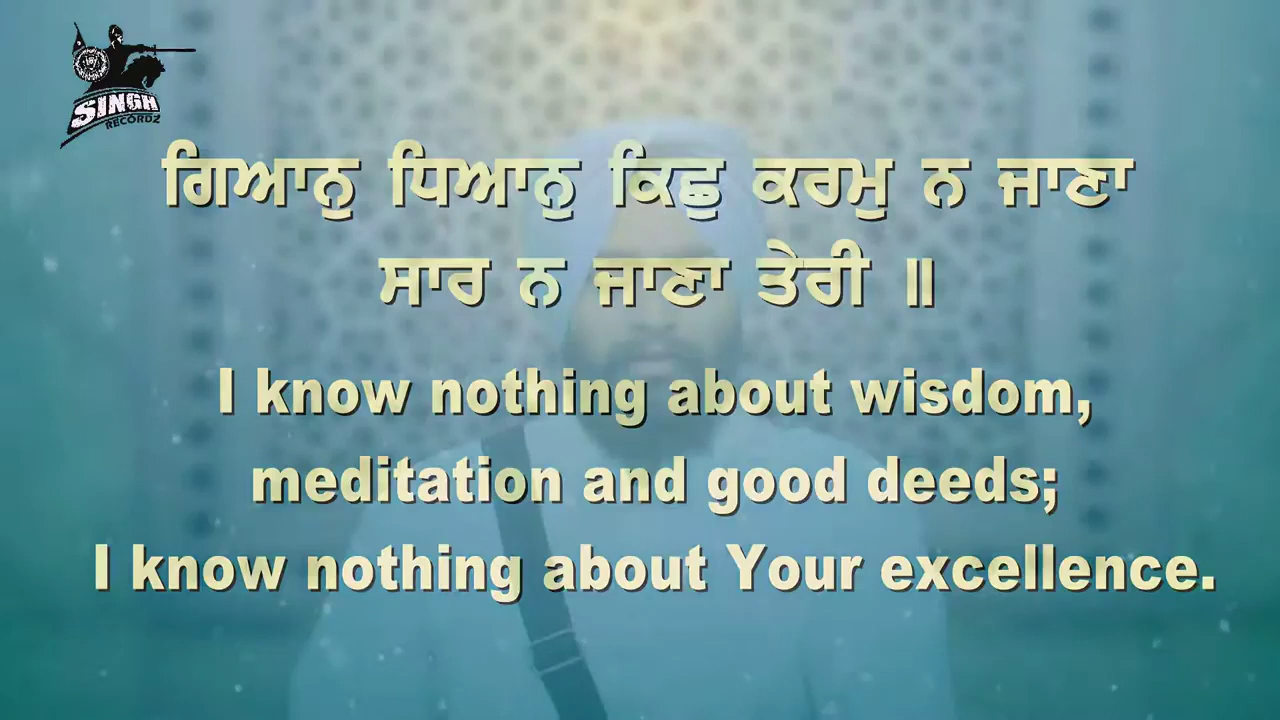 SINGH
RECORDZ
ਗਿਆਨੁ ਧਿਆਨੁ ਕਿਛੁ ਕਰਮੁ ਨ ਜਾਣਾ
ਸਾਰ ਨ ਜਾਣਾ ਤੇਰੀ ॥
I know nothing about wisdom,
meditation and good deeds;
I know nothing about Your excellence.